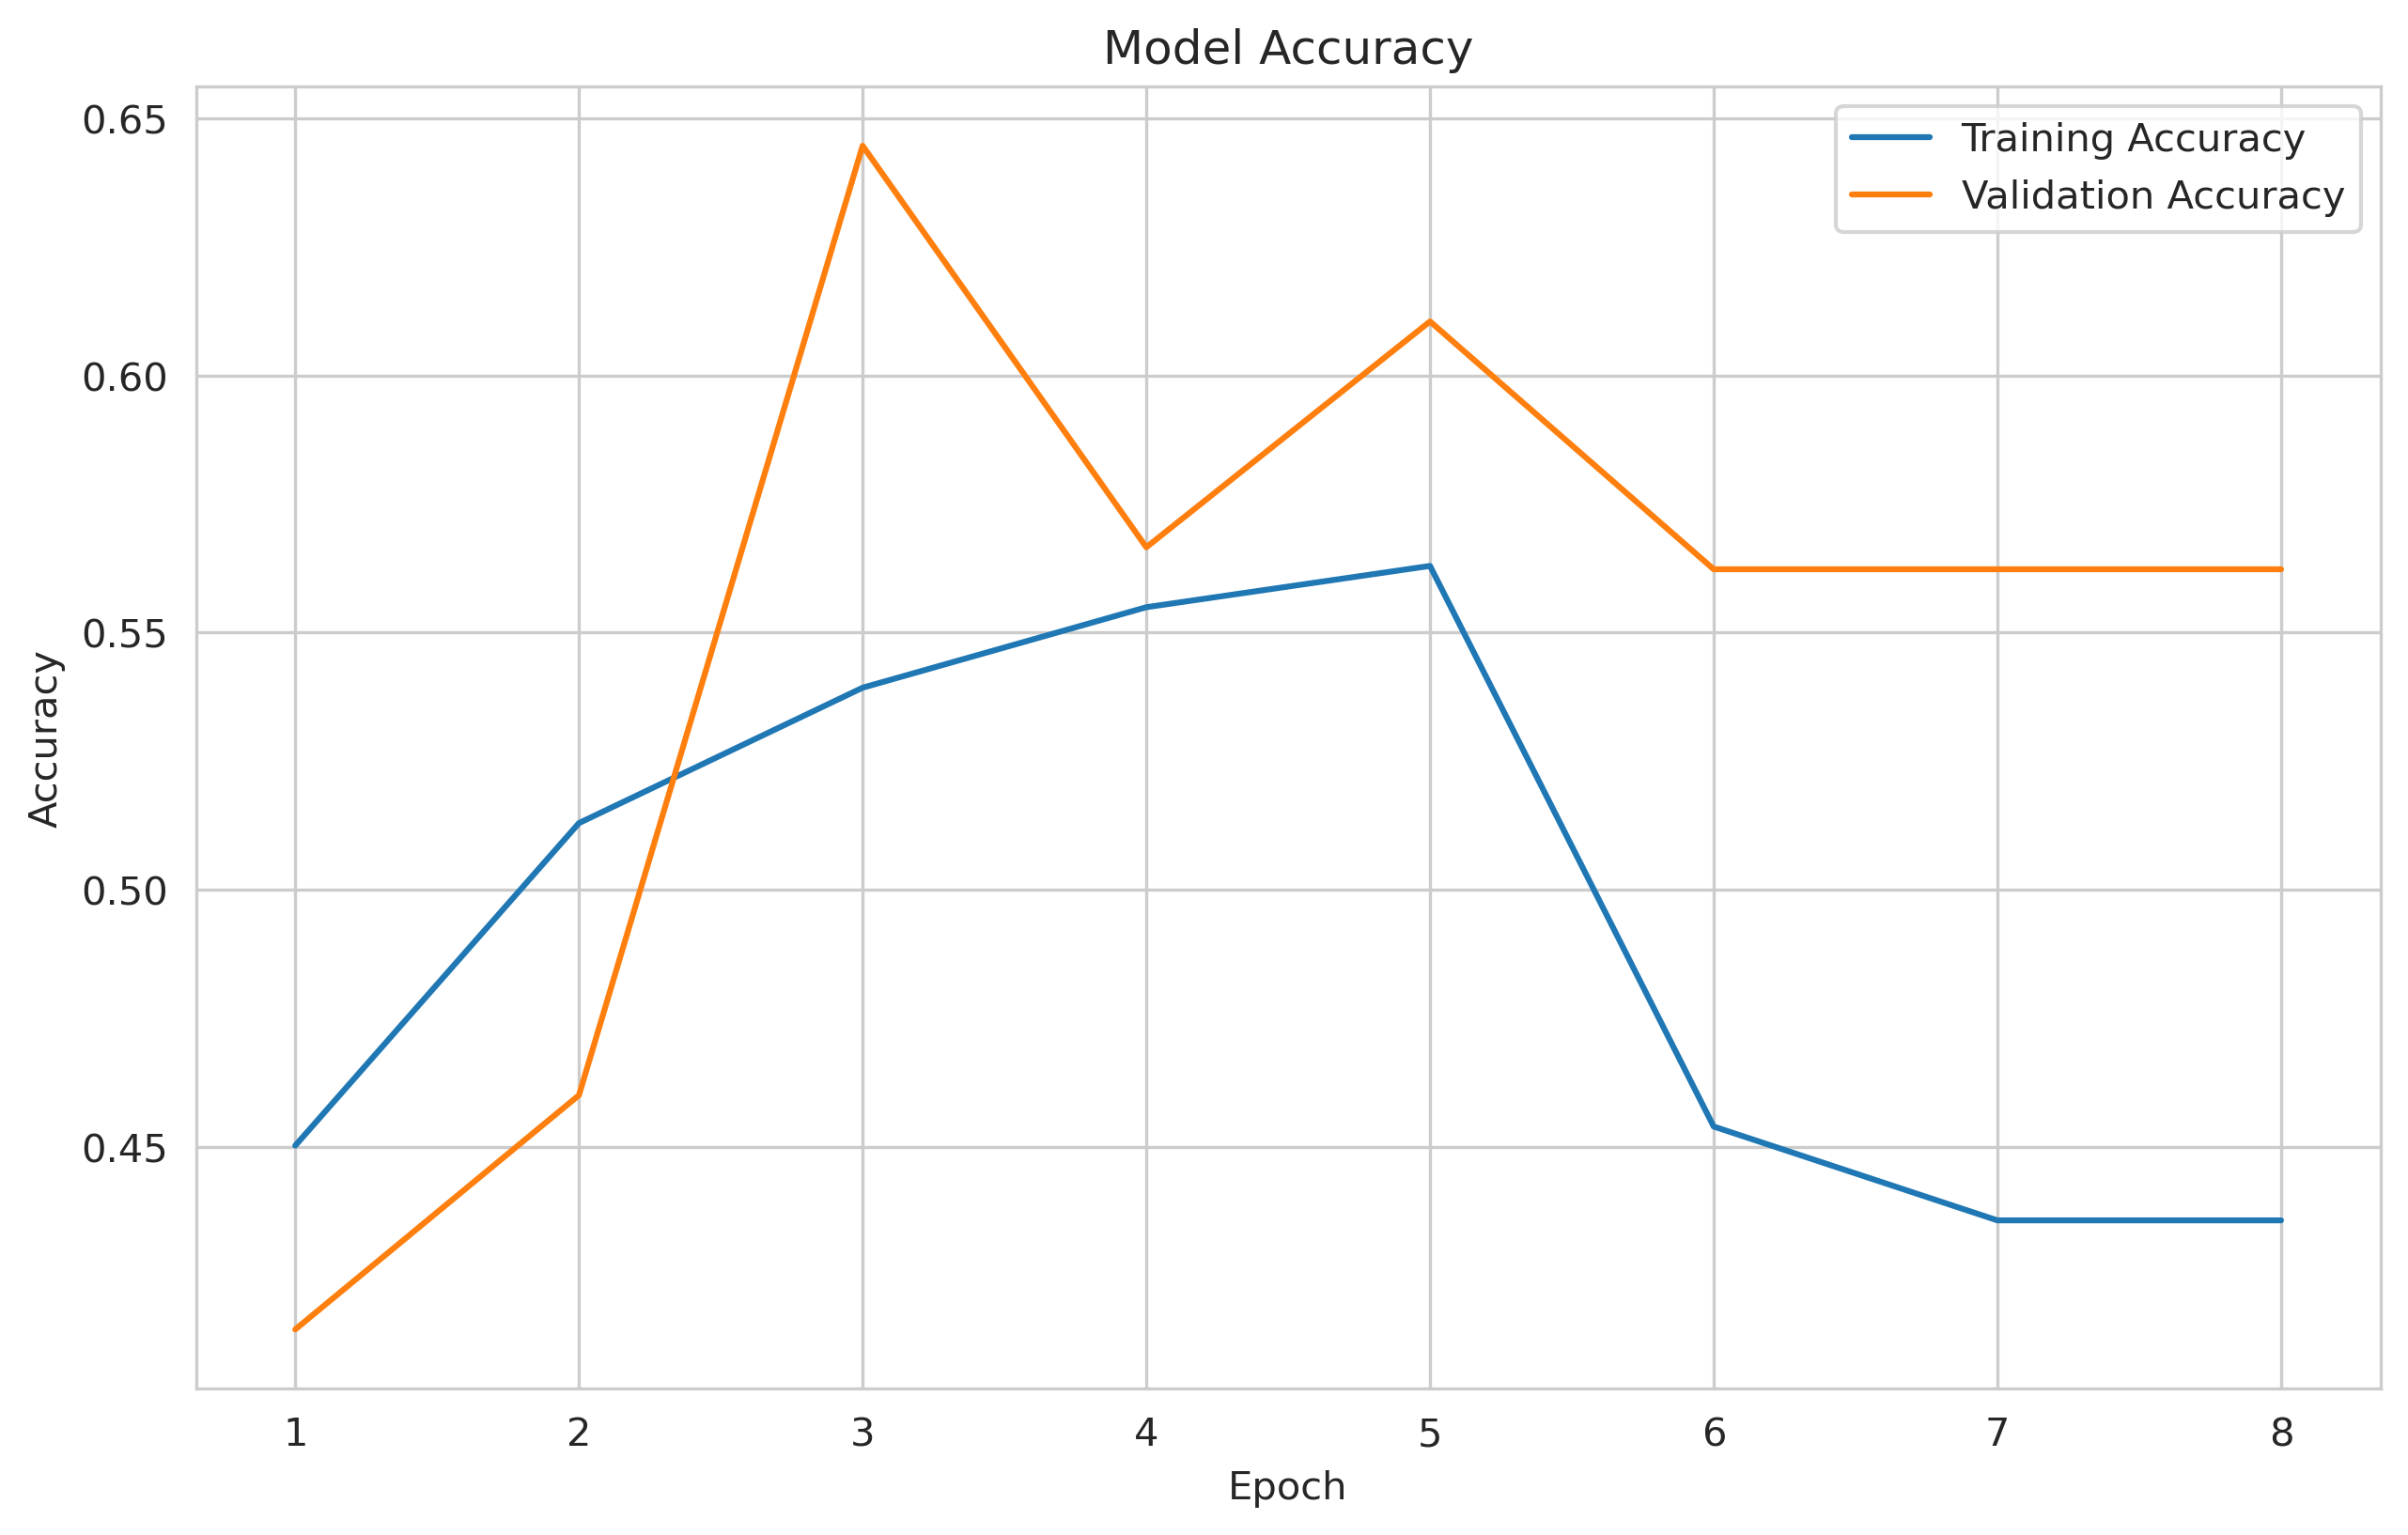 Model Accuracy
Training Accuracy
Validation Accuracy
0.65
0.60
0.55
0.50
0.45
Accuracy
1 2 3 4 5 6 7 8
Epoch